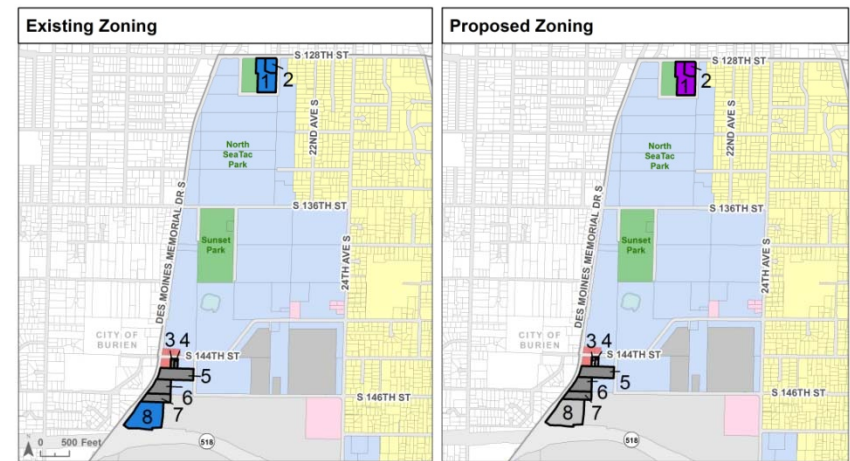 Existing Zoning
S 128TH ST
1
2
22ND AVE S
North
SeaTac
Park
DES MOINES MEMORIAL DR S
S 136TH ST
Sunset
Park
24TH AVE S
CITY OF
BURIEN
3 4
S 144TH ST
5
6
S 146TH ST
7
8
N
0 500 Feet
518
Proposed Zoning
S 128TH ST
1
2
22ND AVE S
North
SeaTac
Park
DES MOINES MEMORIAL DR S
S 136TH ST
Sunset
Park
24TH AVE S
CITY OF
BURIEN
3 4
S 144TH ST
5
6
S 146TH ST
7
8
518